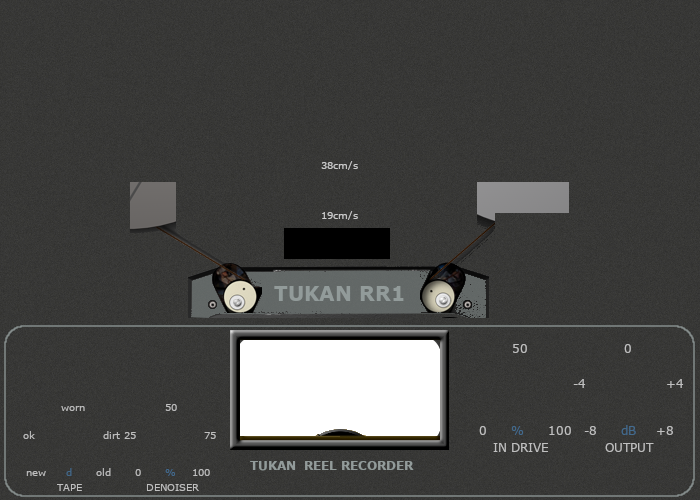 38cm/s
19cm/s
TUKAN RR1
50 0
-4 +4
worn 50
0 % 100 -8 dB +8
ok dirt 25 75
IN DRIVE OUTPUT
TUKAN REEL RECORDER
new d old 0 % 100
TAPE DENOISER